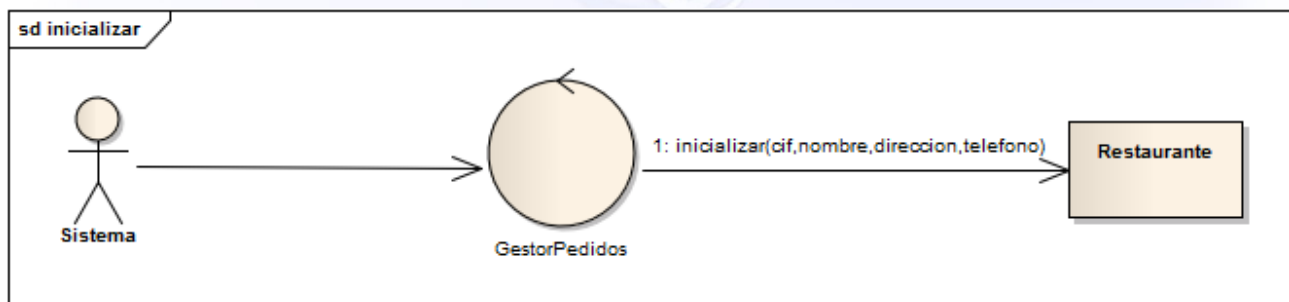 sd inicializar
1: inicializar(cif,nombre,direccion,telefono)
Restaurante
Sistema
GestorPedidos